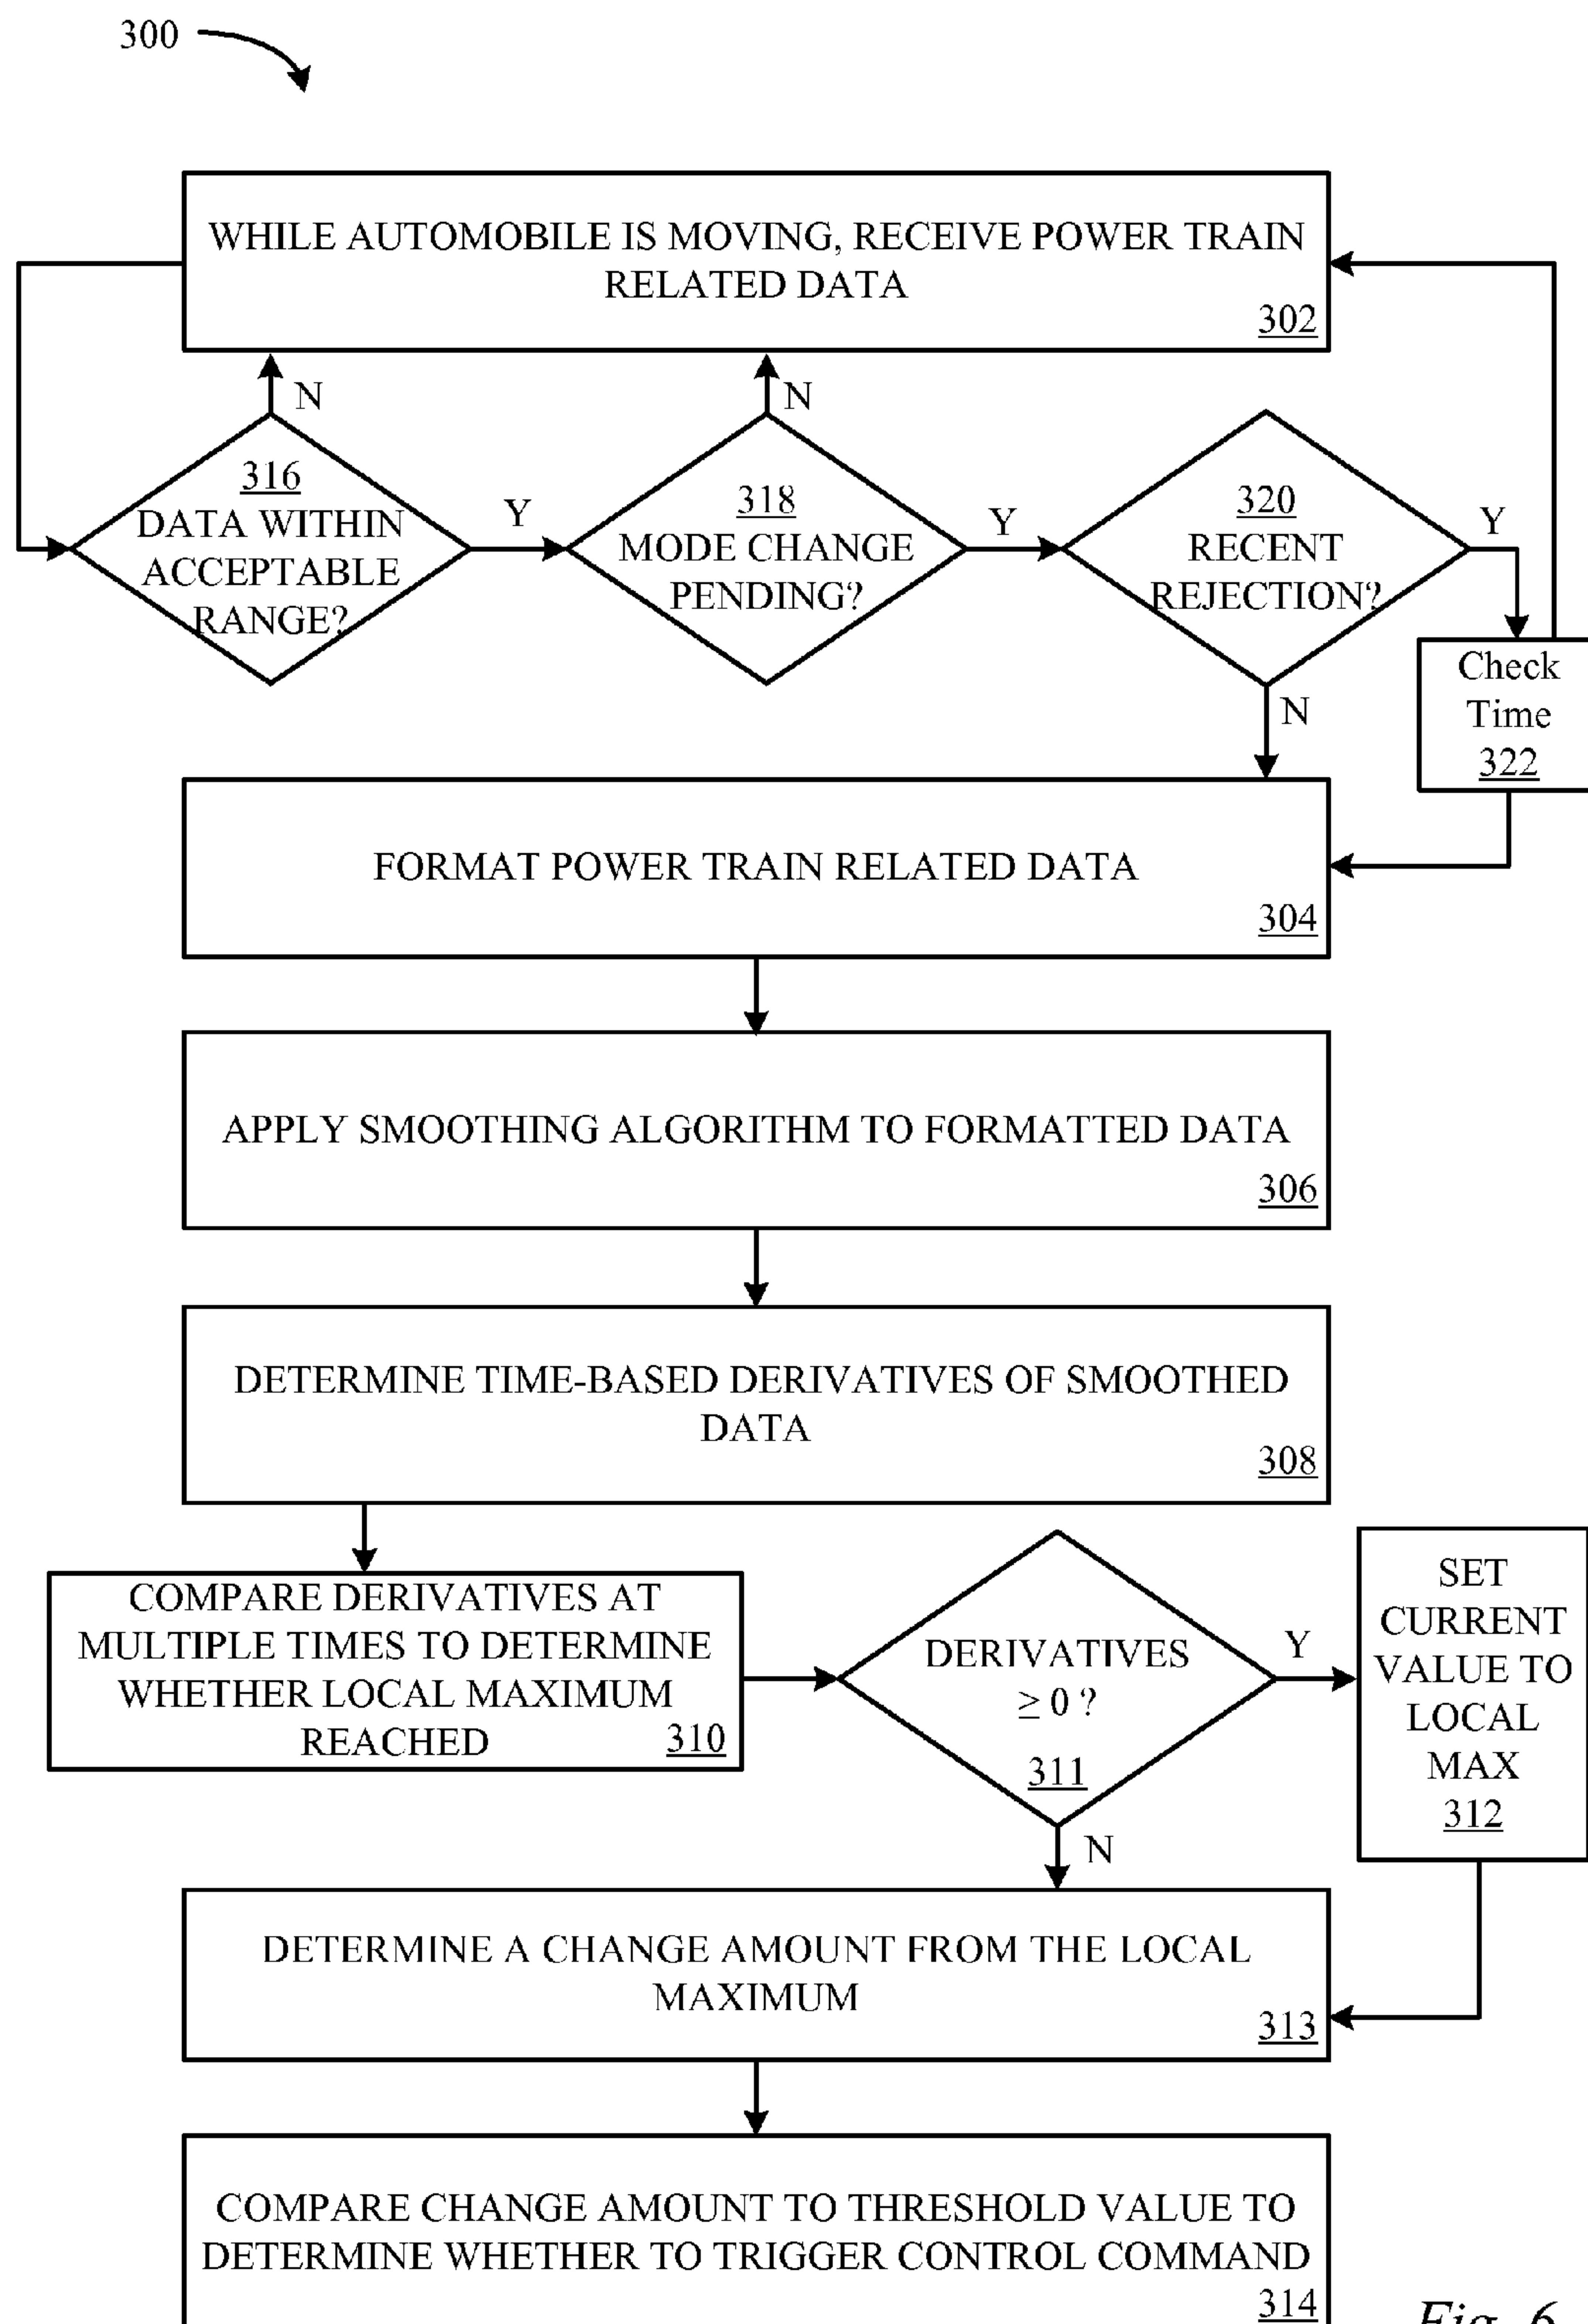 300
WHILE AUTOMOBILE IS MOVING, RECEIVE POWER TRAIN
RELATED DATA
302
N
N
316
DATA WITHIN
ACCEPTABLE
RANGE?
Y
318
MODE CHANGE
PENDING?
Y
320
RECENT
REJECTION?
Y
N
Check
Time
322
FORMAT POWER TRAIN RELATED DATA
304
APPLY SMOOTHING ALGORITHM TO FORMATTED DATA
306
DETERMINE TIME-BASED DERIVATIVES OF SMOOTHED
DATA
308
COMPARE DERIVATIVES AT
MULTIPLE TIMES TO DETERMINE
WHETHER LOCAL MAXIMUM
REACHED
310
DERIVATIVES
≥ 0 ?
311
Y
N
SET
CURRENT
VALUE TO
LOCAL
MAX
312
DETERMINE A CHANGE AMOUNT FROM THE LOCAL
MAXIMUM
313
COMPARE CHANGE AMOUNT TO THRESHOLD VALUE TO
DETERMINE WHETHER TO TRIGGER CONTROL COMMAND
314
Fig. 6